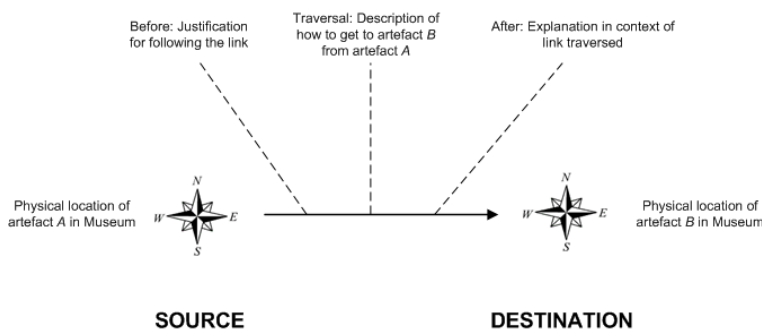 Before: Justification
for following the link
Traversal: Description of
how to get to artefact B
from artefact A
After: Explanation in context of
link traversed
Physical location of
artefact A in Museum
N
W
E
S
N
W
E
S
Physical location of
artefact B in Museum
SOURCE
DESTINATION